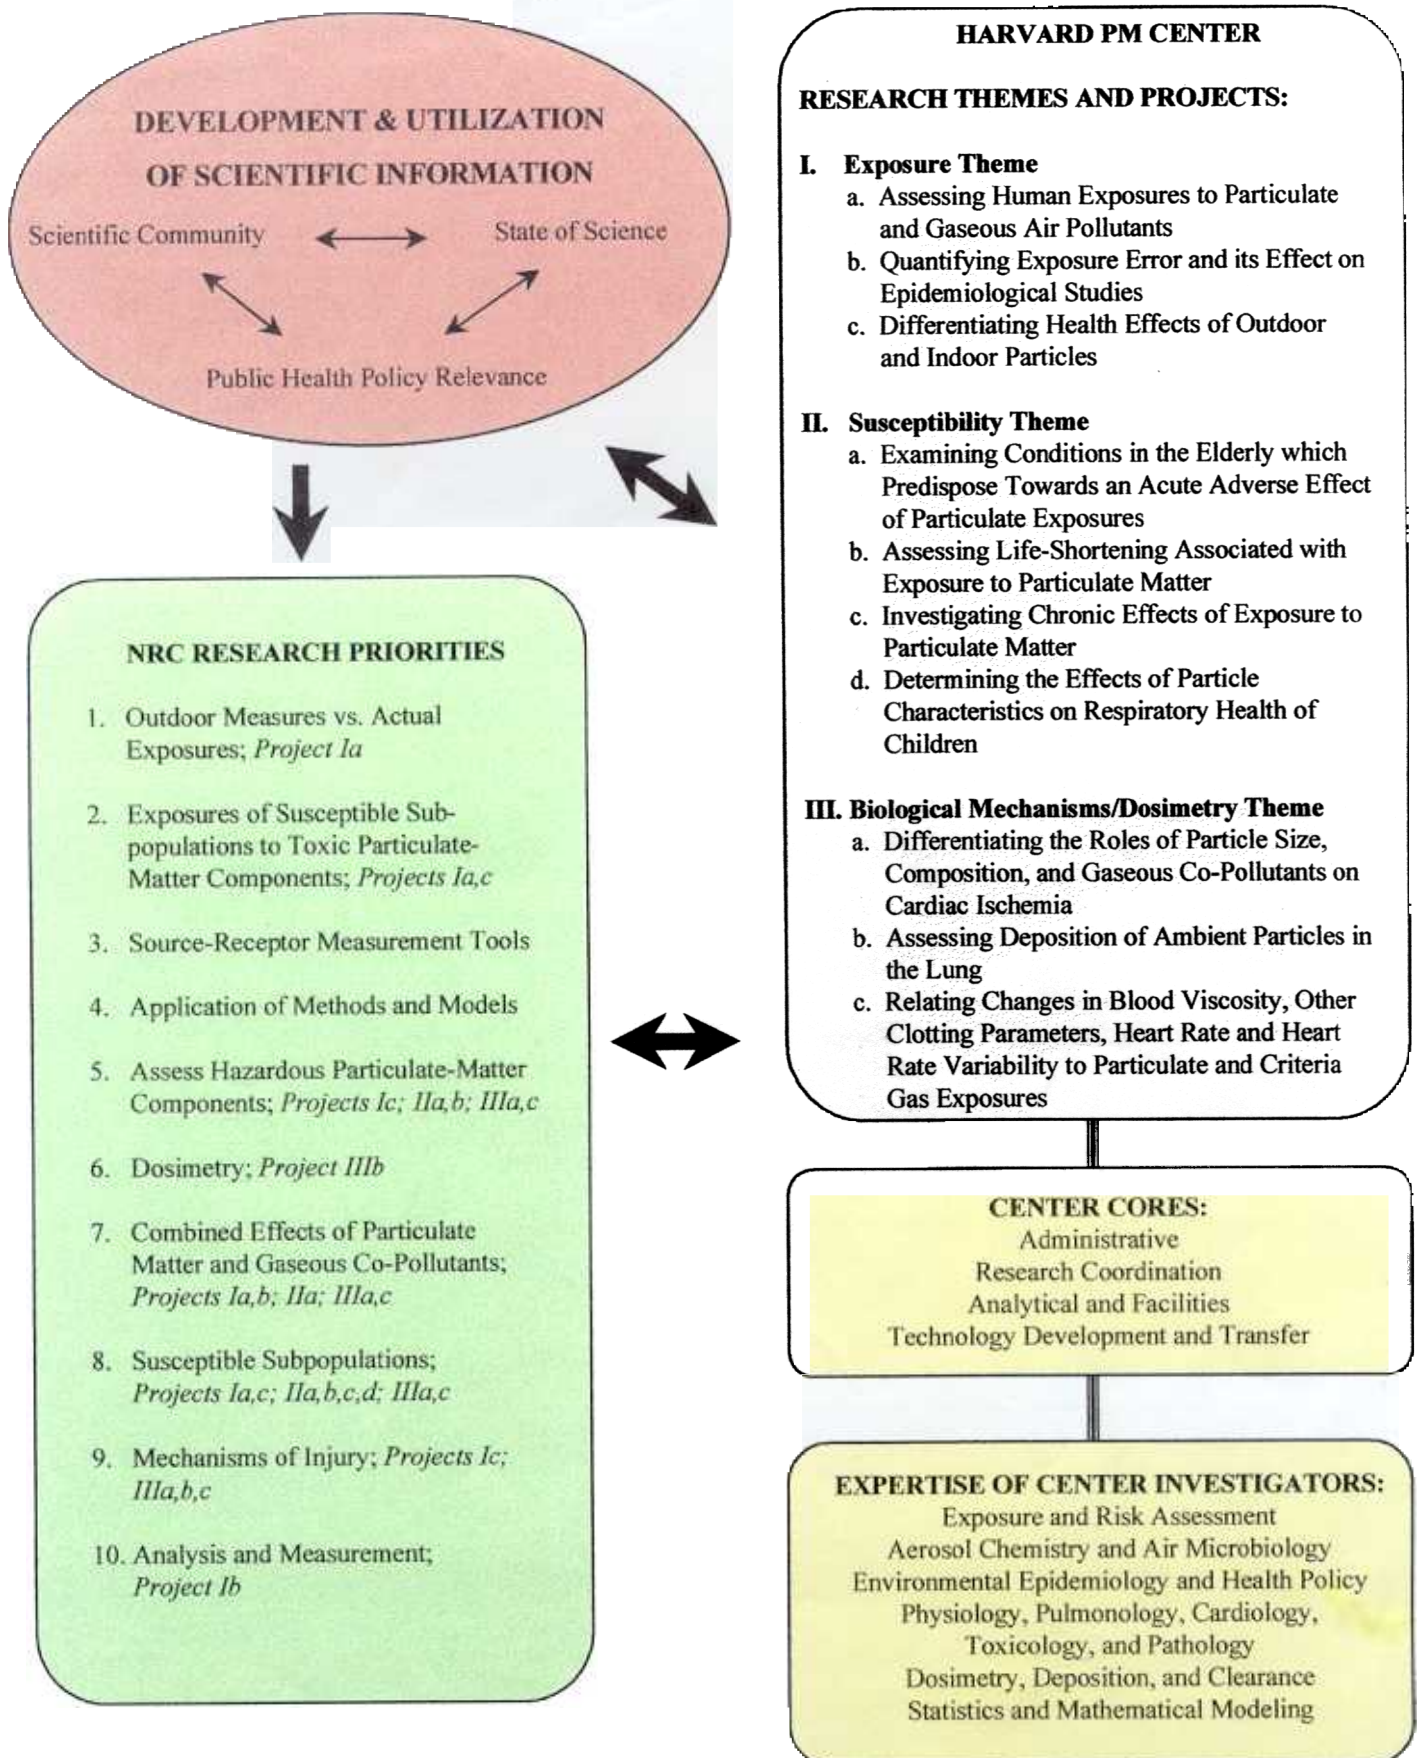 DEVELOPMENT & UTILIZATION
OF SCIENTIFIC INFORMATION
Scientific Community
State of Science
Public Health Policy Relevance
NRC RESEARCH PRIORITIES
1. Outdoor Measures vs. Actual
Exposures; Project Ia
2. Exposures of Susceptible Sub-
populations to Toxic Particulate-
Matter Components; Projects Ia,c
3. Source-Receptor Measurement Tools
4. Application of Methods and Models
5. Assess Hazardous Particulate-Matter
Components; Projects Ic; IIa,b; IIIa,c
6. Dosimetry; Project IIIb
7. Combined Effects of Particulate
Matter and Gaseous Co-Pollutants;
Projects Ia,b; IIa; IIIa,c
8. Susceptible Subpopulations;
Projects Ia,c; IIa,b,c,d; IIIa,c
9. Mechanisms of Injury; Projects Ic;
IIIa,b,c
10. Analysis and Measurement;
Project Ib
HARVARD PM CENTER
RESEARCH THEMES AND PROJECTS:
I. Exposure Theme
a. Assessing Human Exposures to Particulate
and Gaseous Air Pollutants
b. Quantifying Exposure Error and its Effect on
Epidemiological Studies
c. Differentiating Health Effects of Outdoor
and Indoor Particles
II. Susceptibility Theme
a. Examining Conditions in the Elderly which
Predispose Towards an Acute Adverse Effect
of Particulate Exposures
b. Assessing Life-Shortening Associated with
Exposure to Particulate Matter
c. Investigating Chronic Effects of Exposure to
Particulate Matter
d. Determining the Effects of Particle
Characteristics on Respiratory Health of
Children
III. Biological Mechanisms/Dosimetry Theme
a. Differentiating the Roles of Particle Size,
Composition, and Gaseous Co-Pollutants on
Cardiac Ischemia
b. Assessing Deposition of Ambient Particles in
the Lung
c. Relating Changes in Blood Viscosity, Other
Clotting Parameters, Heart Rate and Heart
Rate Variability to Particulate and Criteria
Gas Exposures
CENTER CORES:
Administrative
Research Coordination
Analytical and Facilities
Technology Development and Transfer
EXPERTISE OF CENTER INVESTIGATORS:
Exposure and Risk Assessment
Aerosol Chemistry and Air Microbiology
Environmental Epidemiology and Health Policy
Physiology, Pulmonology, Cardiology,
Toxicology, and Pathology
Dosimetry, Deposition, and Clearance
Statistics and Mathematical Modeling